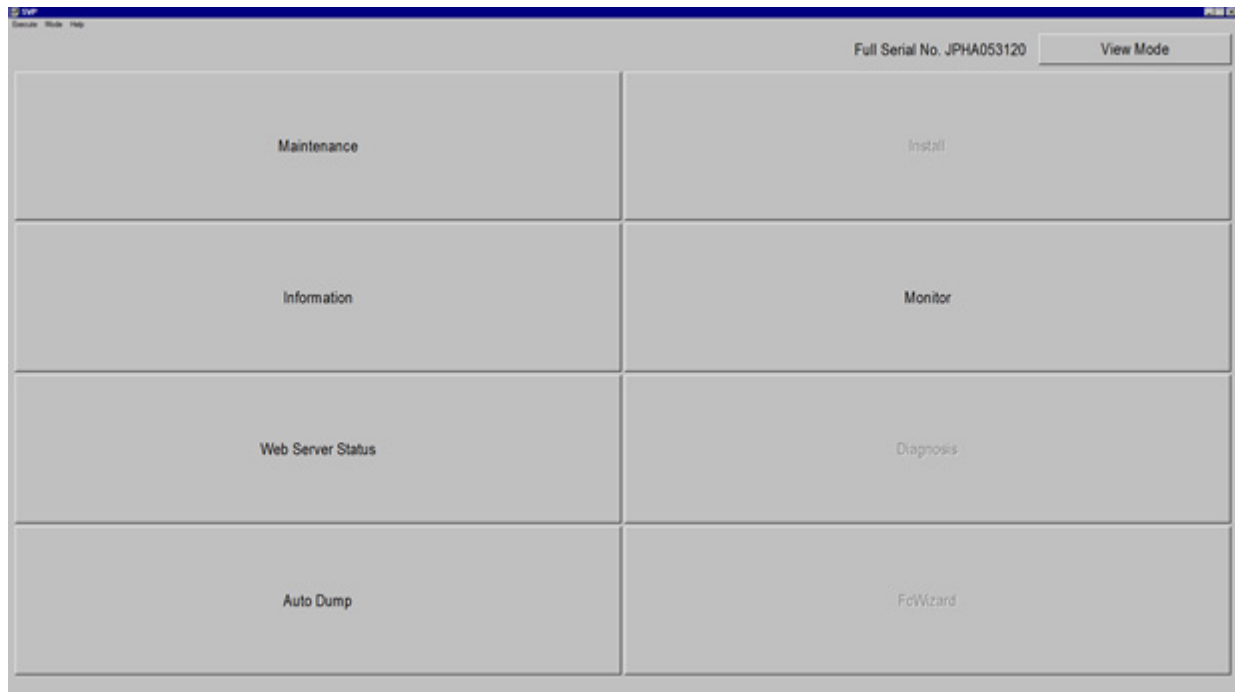 SVP
Execute Mode Help
Full Serial No. JPHA053120 View Mode
Maintenance Install
Information Monitor
Web Server Status Diagnosis
Auto Dump FcWizard